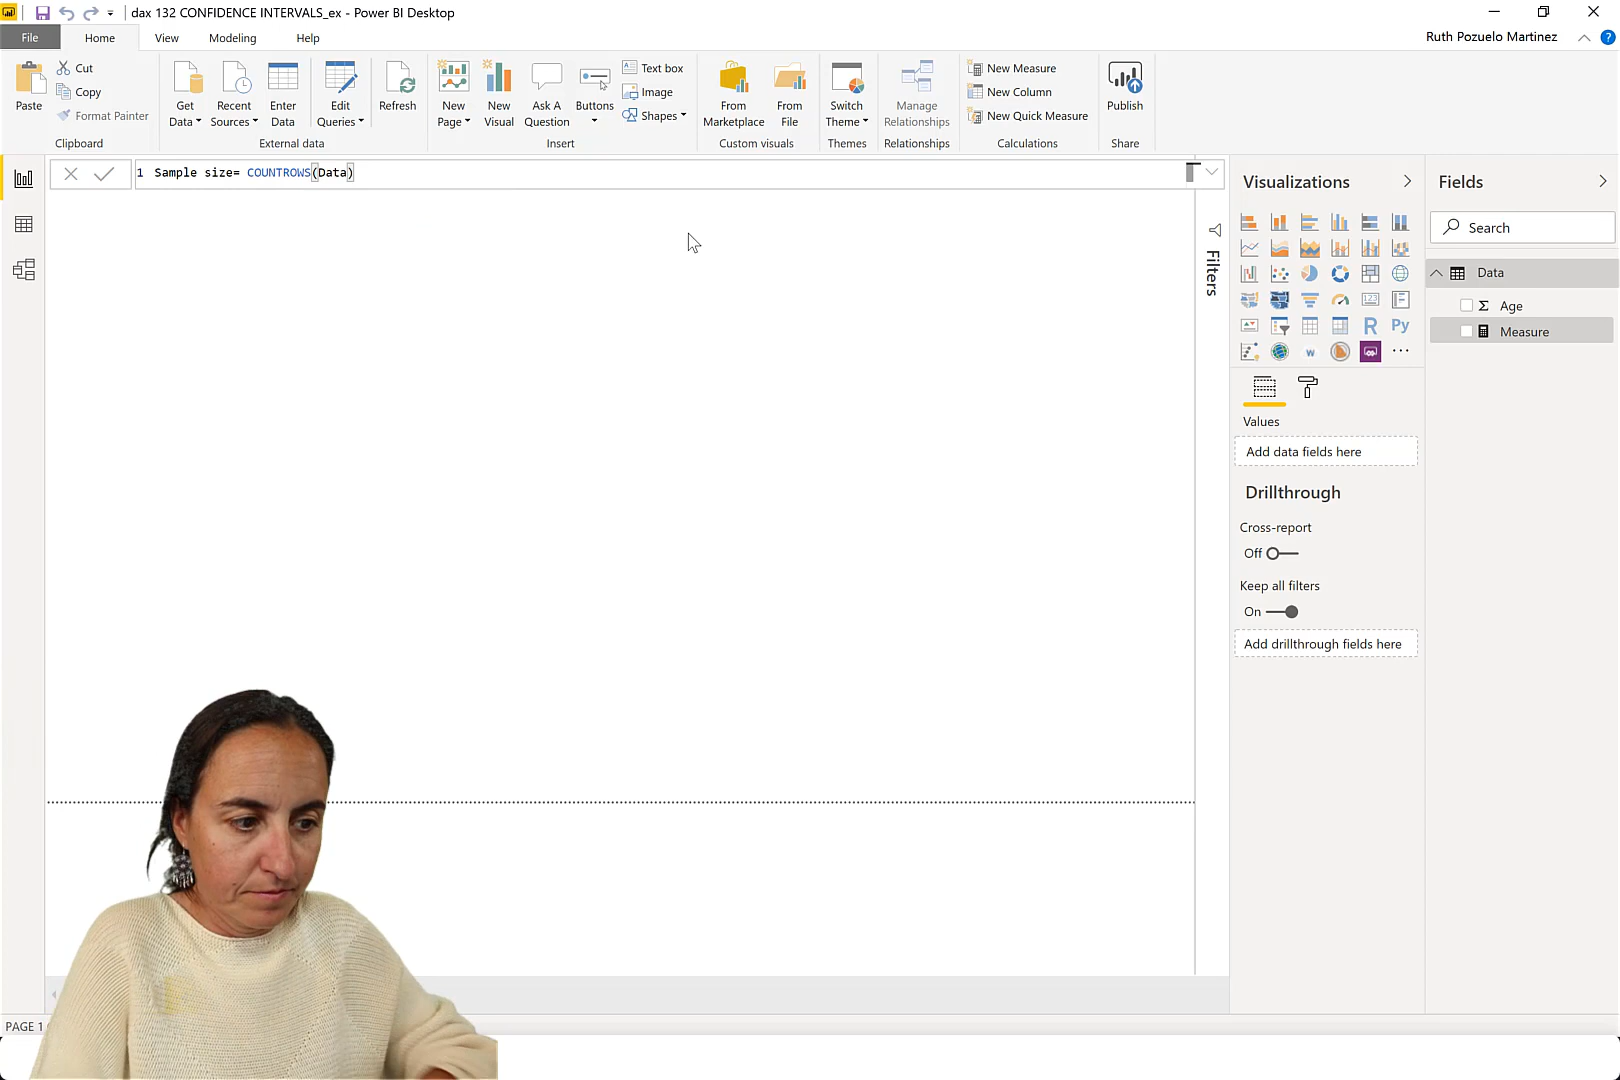 dax 132 CONFIDENCE INTERVALS_ex - Power BI Desktop
File Home View Modeling Help
Ruth Pozuelo Martinez
Paste
Cut
Copy
Format Painter
Clipboard
Get Data
Recent Sources
Enter Data
Edit Queries
Refresh
External data
New Page
New Visual
Ask A Question
Buttons
Text box
Image
Shapes
Insert
From Marketplace
From File
Custom visuals
Switch Theme
Themes
Manage Relationships
Relationships
New Measure
New Column
New Quick Measure
Calculations
Publish
Share
1 Sample size= COUNTROWS(Data)
Filters
Visualizations
R Py
Values
Add data fields here
Drillthrough
Cross-report
Off
Keep all filters
On
Add drillthrough fields here
Fields
Search
Data
Age
Measure
PAGE 1